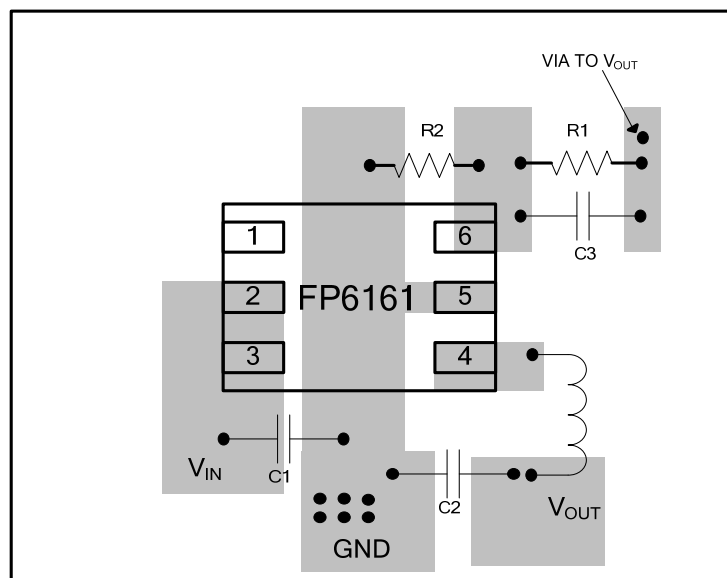 VIA TO VOUT
R2
R1
1
6
C3
2
FP6161
5
3
4
VIN
C1
C2
VOUT
GND